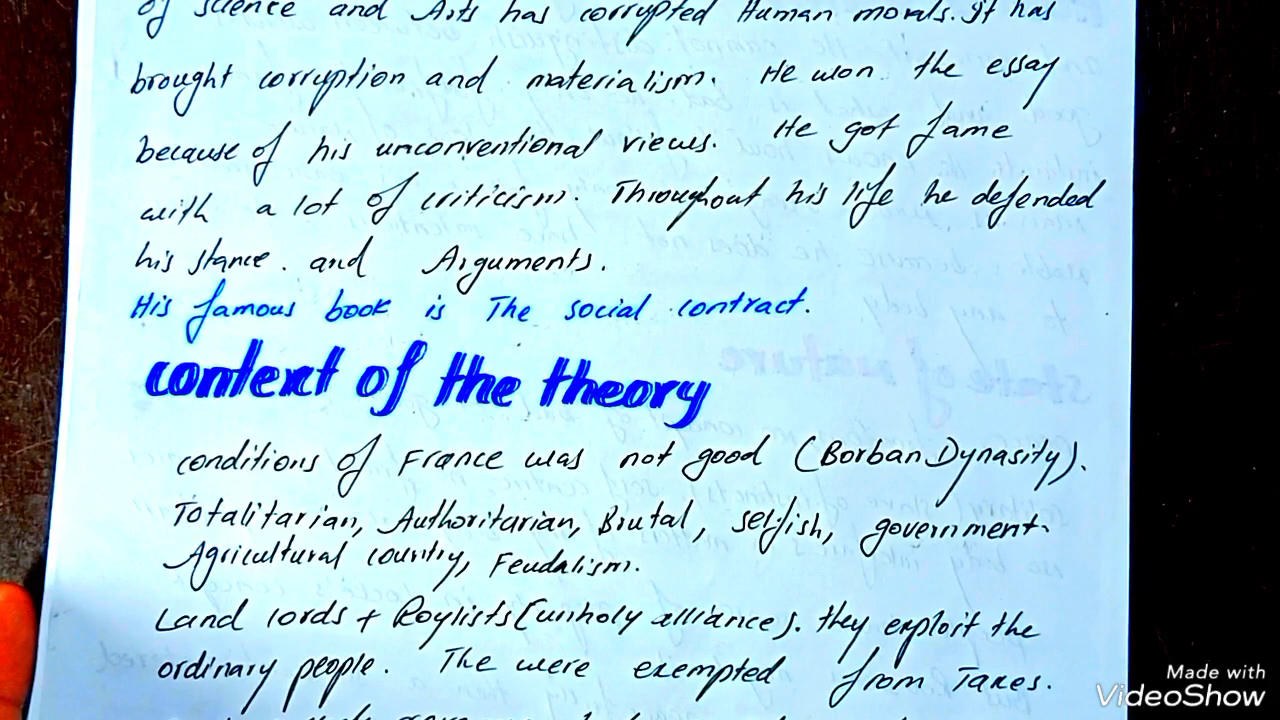 of science and Arts has corrupted Human morals. It has
brought corruption and materialism. He won the essay
because of his unconventional views. He got fame
with a lot of criticism. Throughout his life he defended
his stance. and Arguments.
His famous book is The social contract.
context of the theory
conditions of France was not good (Borban Dynasity).
Totalitarian, Authoritarian, Brutal, selfish, government.
Agricultural country, Feudalism.
Land lords + Roylists [unholy alliance]. they exploit the
ordinary people. The were exempted from Taxes.
Made with
VideoShow